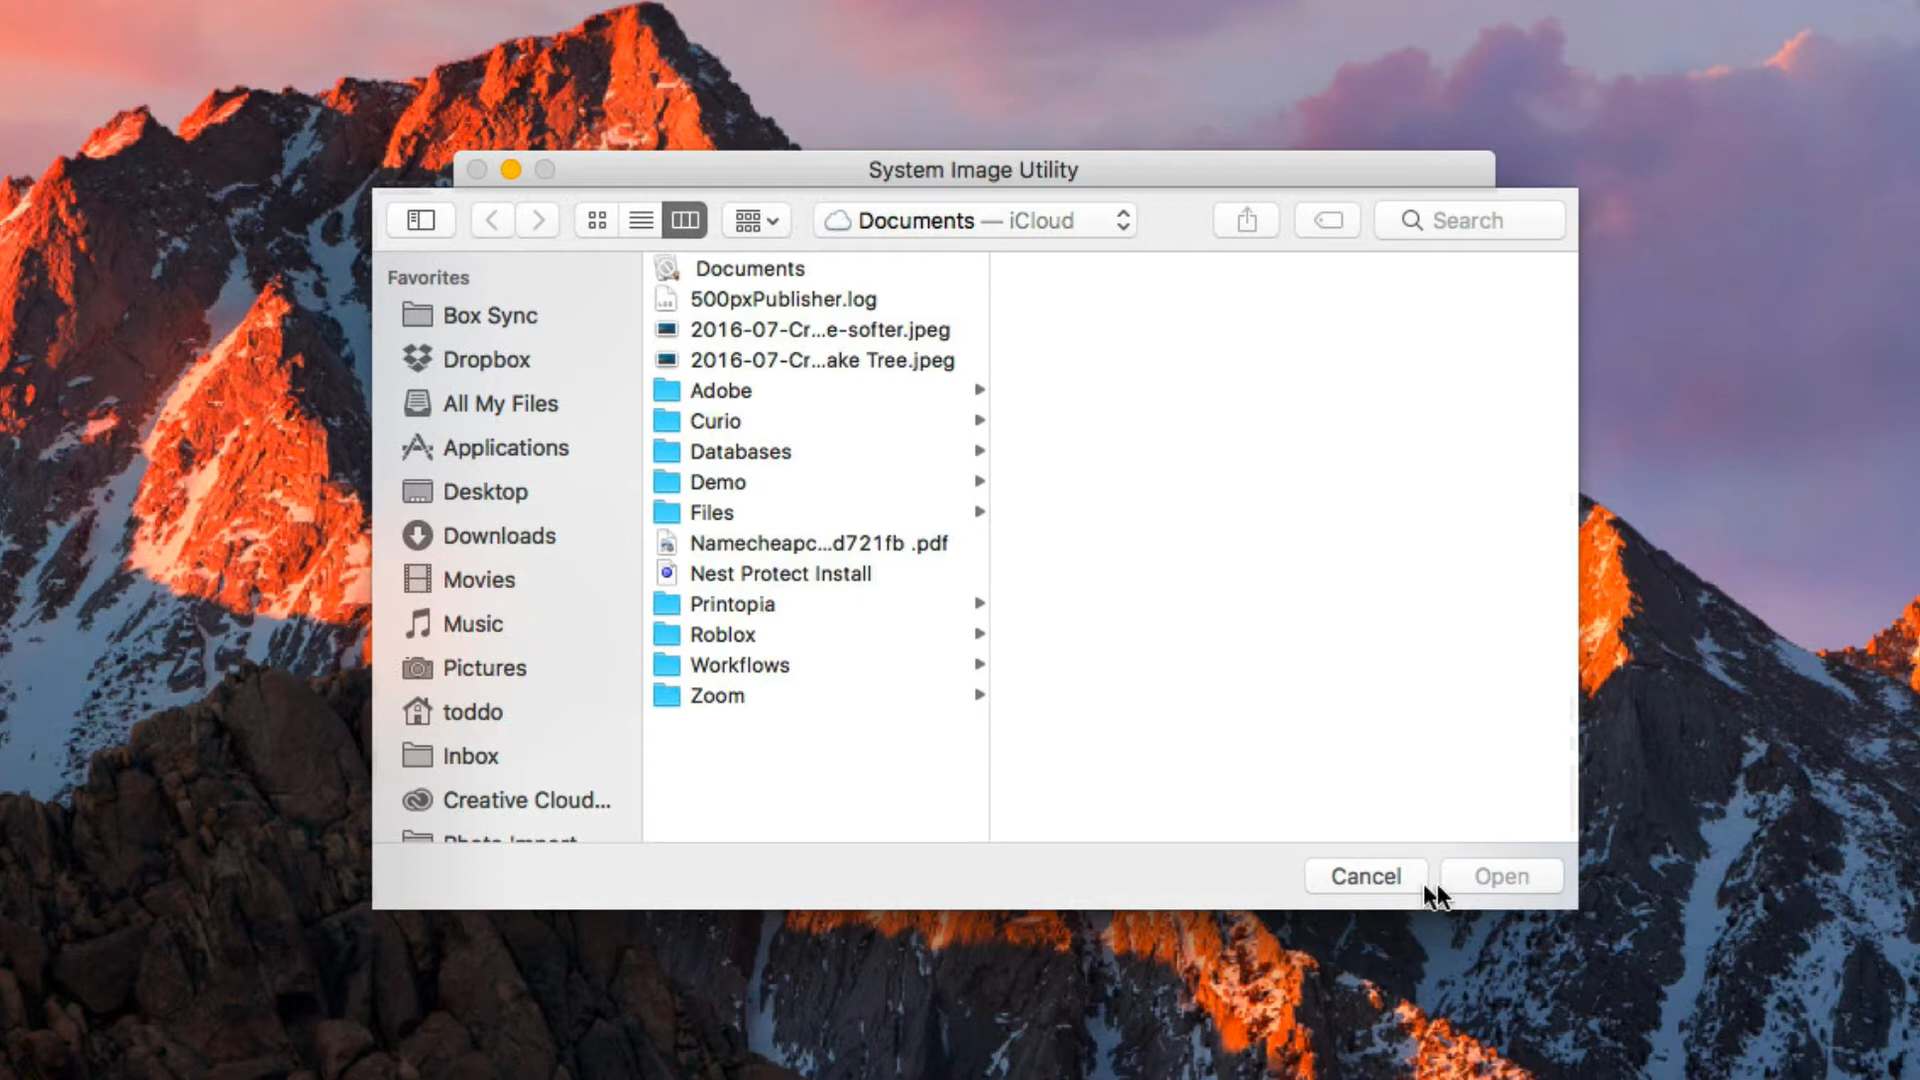 System Image Utility
Documents — iCloud
Search
Favorites
Box Sync
Dropbox
All My Files
Applications
Desktop
Downloads
Movies
Music
Pictures
toddo
Inbox
Creative Cloud...
Photo Import
Documents
500pxPublisher.log
2016-07-Cr...e-softer.jpeg
2016-07-Cr...ake Tree.jpeg
Adobe
Curio
Databases
Demo
Files
Namecheapc...d721fb .pdf
Nest Protect Install
Printopia
Roblox
Workflows
Zoom
Cancel
Open